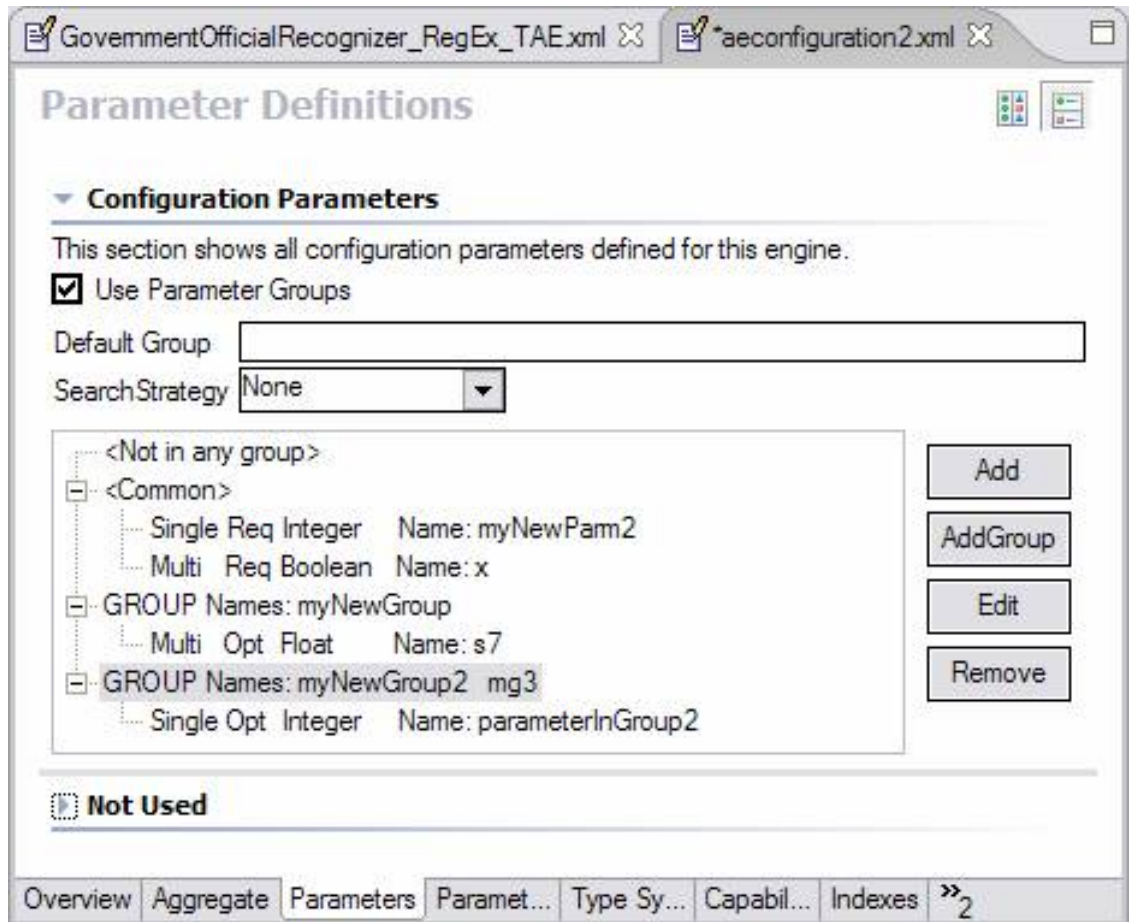 GovernmentOfficialRecognizer_RegEx_TAE.xml *aeconfiguration2.xml
Parameter Definitions
Configuration Parameters
This section shows all configuration parameters defined for this engine.
Use Parameter Groups
Default Group
SearchStrategy None
<Not in any group>
<Common>
Single Req Integer Name: myNewParm2
Multi Req Boolean Name: x
GROUP Names: myNewGroup
Multi Opt Float Name: s7
GROUP Names: myNewGroup2 mg3
Single Opt Integer Name: parameterInGroup2
Add
AddGroup
Edit
Remove
Not Used
Overview Aggregate Parameters Paramet... Type Sy... Capabil... Indexes »2